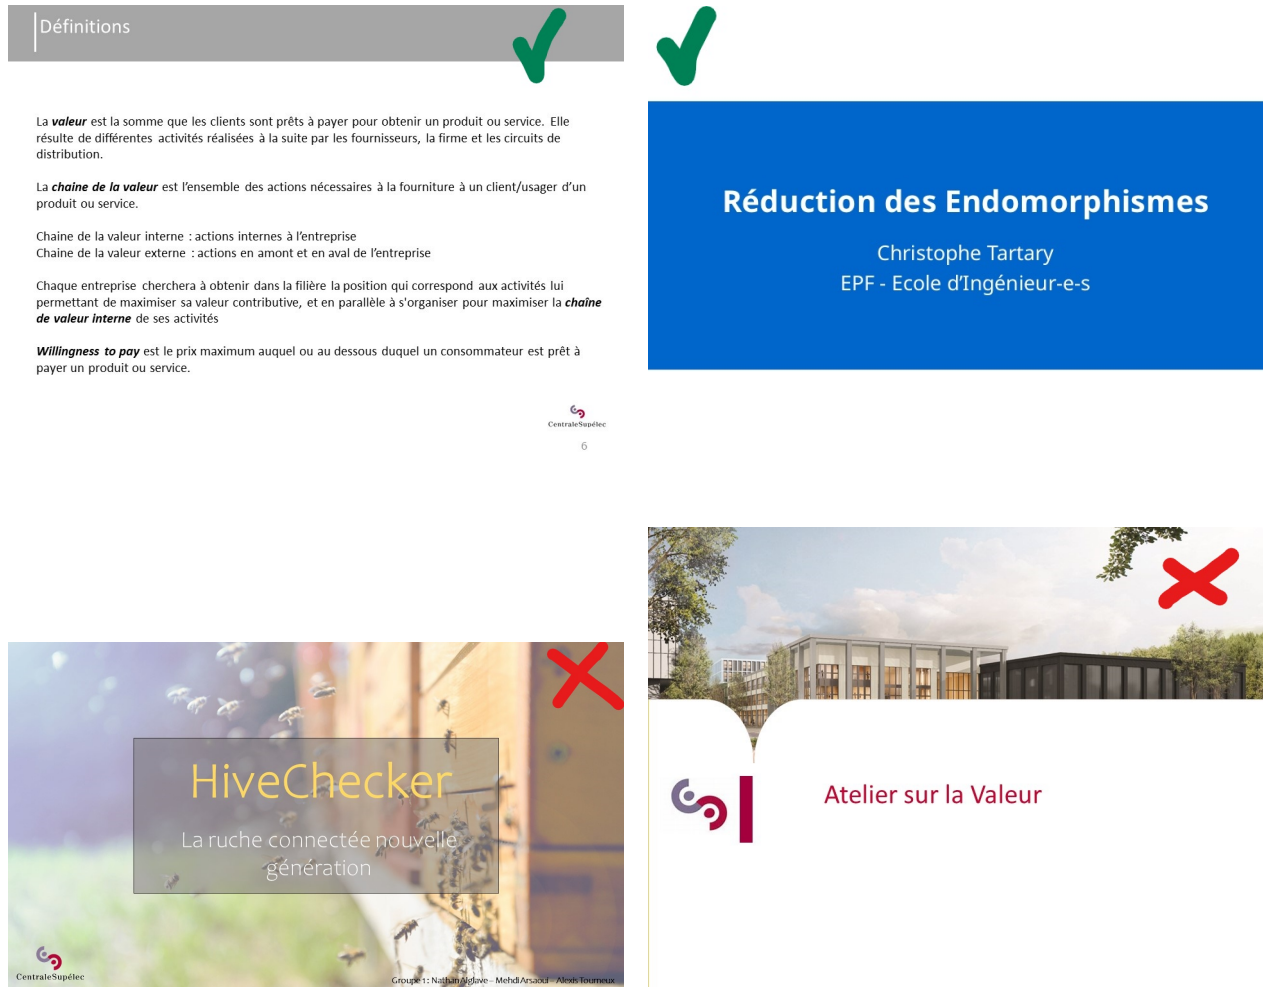 Définitions
La valeur est la somme que les clients sont prêts à payer pour obtenir un produit ou service. Elle
résulte de différentes activités réalisées à la suite par les fournisseurs, la firme et les circuits de
distribution.
La chaine de la valeur est l’ensemble des actions nécessaires à la fourniture à un client/usager d’un
produit ou service.
Chaine de la valeur interne : actions internes à l’entreprise
Chaine de la valeur externe : actions en amont et en aval de l’entreprise
Chaque entreprise cherchera à obtenir dans la filière la position qui correspond aux activités lui
permettant de maximiser sa valeur contributive, et en parallèle à s'organiser pour maximiser la chaîne
de valeur interne de ses activités
Willingness to pay est le prix maximum auquel ou au dessous duquel un consommateur est prêt à
payer un produit ou service.
CentraleSupélec
6
Réduction des Endomorphismes
Christophe Tartary
EPF - Ecole d’Ingénieur-e-s
HiveChecker
La ruche connectée nouvelle
génération
CentraleSupélec
Groupe 1 : Nathan Alglave – Mehdi Arsaoui – Alexis Tourneux
Atelier sur la Valeur